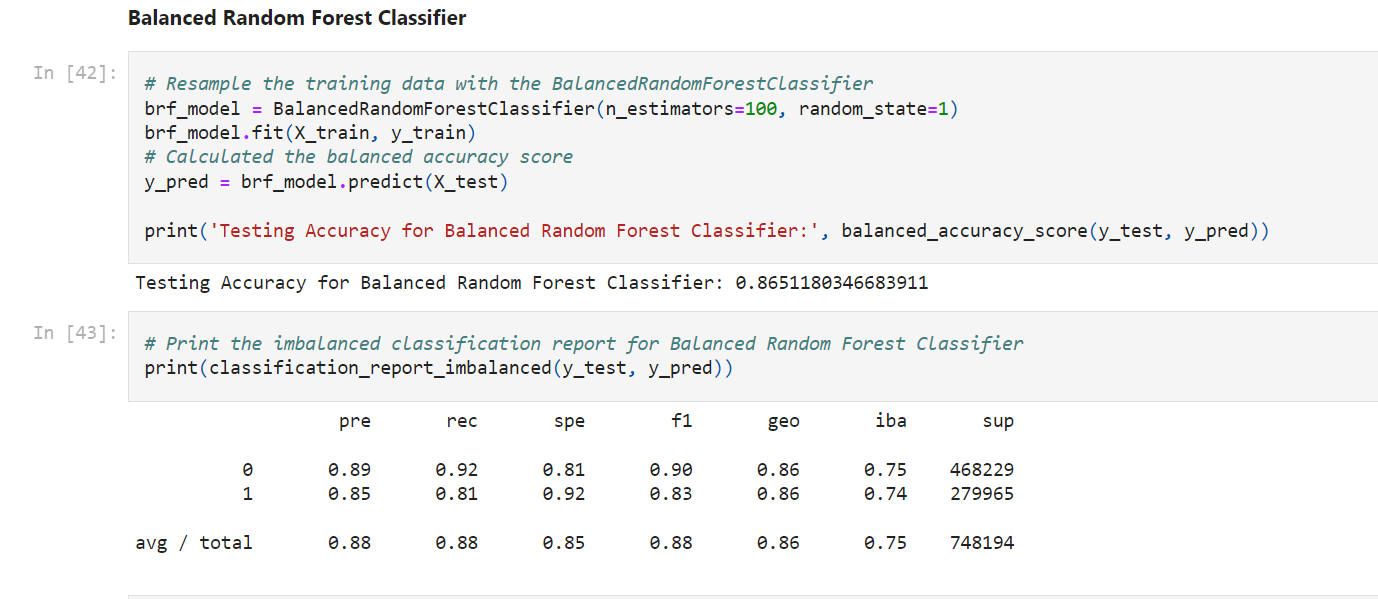 Balanced Random Forest Classifier
In [42]:
# Resample the training data with the BalancedRandomForestClassifier
brf_model = BalancedRandomForestClassifier(n_estimators=100, random_state=1)
brf_model.fit(X_train, y_train)
# Calculated the balanced accuracy score
y_pred = brf_model.predict(X_test)
print('Testing Accuracy for Balanced Random Forest Classifier:', balanced_accuracy_score(y_test, y_pred))
Testing Accuracy for Balanced Random Forest Classifier: 0.8651180346683911
In [43]:
# Print the imbalanced classification report for Balanced Random Forest Classifier
print(classification_report_imbalanced(y_test, y_pred))
pre rec spe f1 geo iba sup
0 0.89 0.92 0.81 0.90 0.86 0.75 468229
1 0.85 0.81 0.92 0.83 0.86 0.74 279965
avg / total 0.88 0.88 0.85 0.88 0.86 0.75 748194